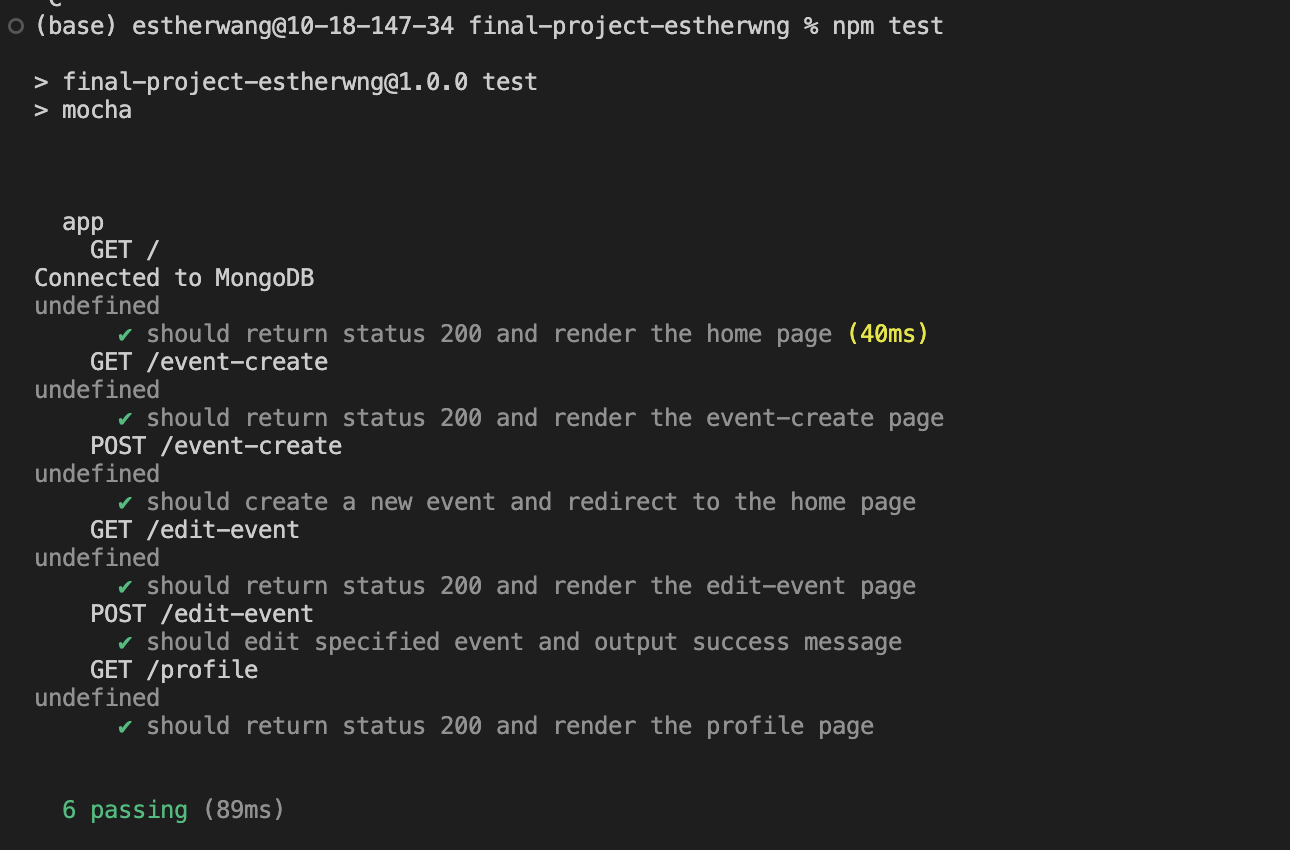 (base) estherwang@10-18-147-34 final-project-estherwng % npm test
> final-project-estherwng@1.0.0 test
> mocha
app
GET /
Connected to MongoDB
undefined
✔ should return status 200 and render the home page (40ms)
GET /event-create
undefined
✔ should return status 200 and render the event-create page
POST /event-create
undefined
✔ should create a new event and redirect to the home page
GET /edit-event
undefined
✔ should return status 200 and render the edit-event page
POST /edit-event
✔ should edit specified event and output success message
GET /profile
undefined
✔ should return status 200 and render the profile page
6 passing (89ms)